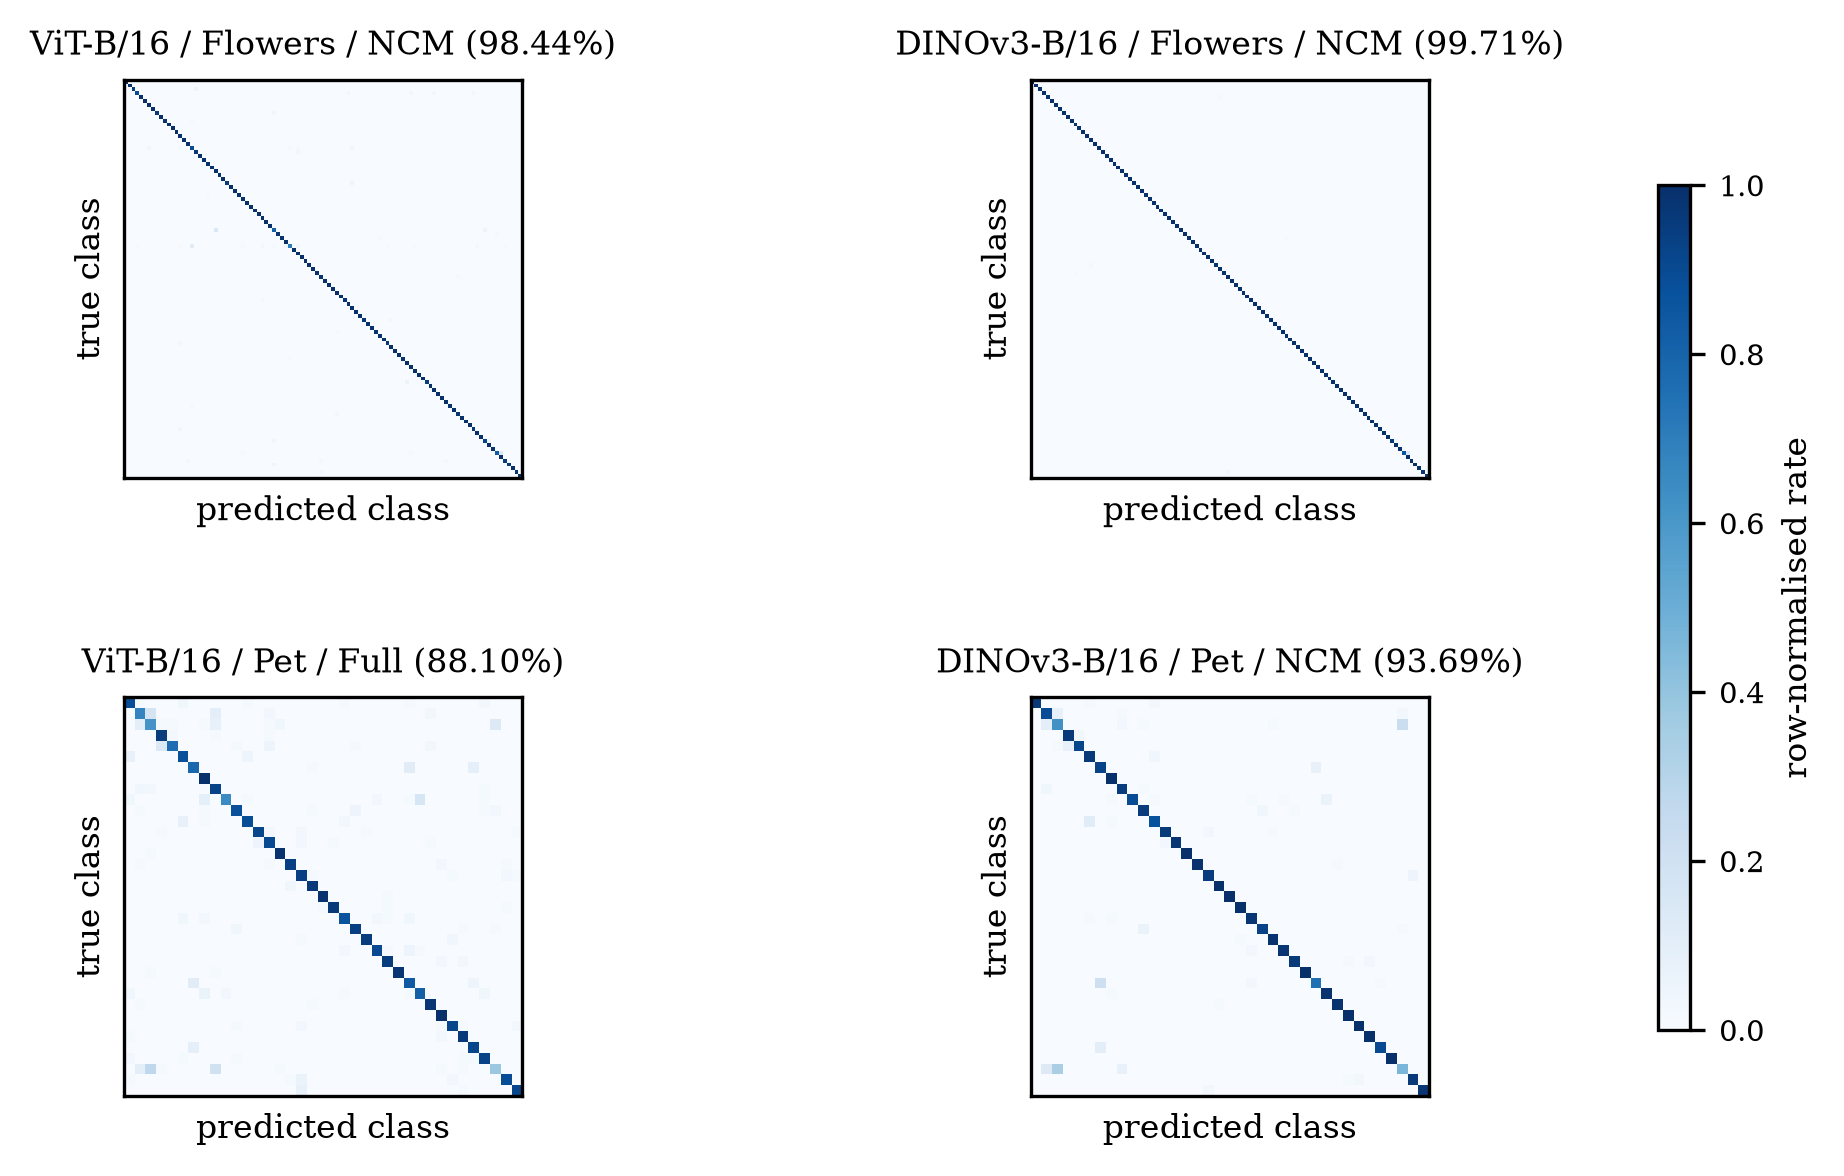 ViT-B/16 / Flowers / NCM (98.44%)
DINOv3-B/16 / Flowers / NCM (99.71%)
true class
predicted class
true class
predicted class
ViT-B/16 / Pet / Full (88.10%)
DINOv3-B/16 / Pet / NCM (93.69%)
true class
predicted class
true class
predicted class
1.0
0.8
0.6
0.4
0.2
0.0
row-normalised rate